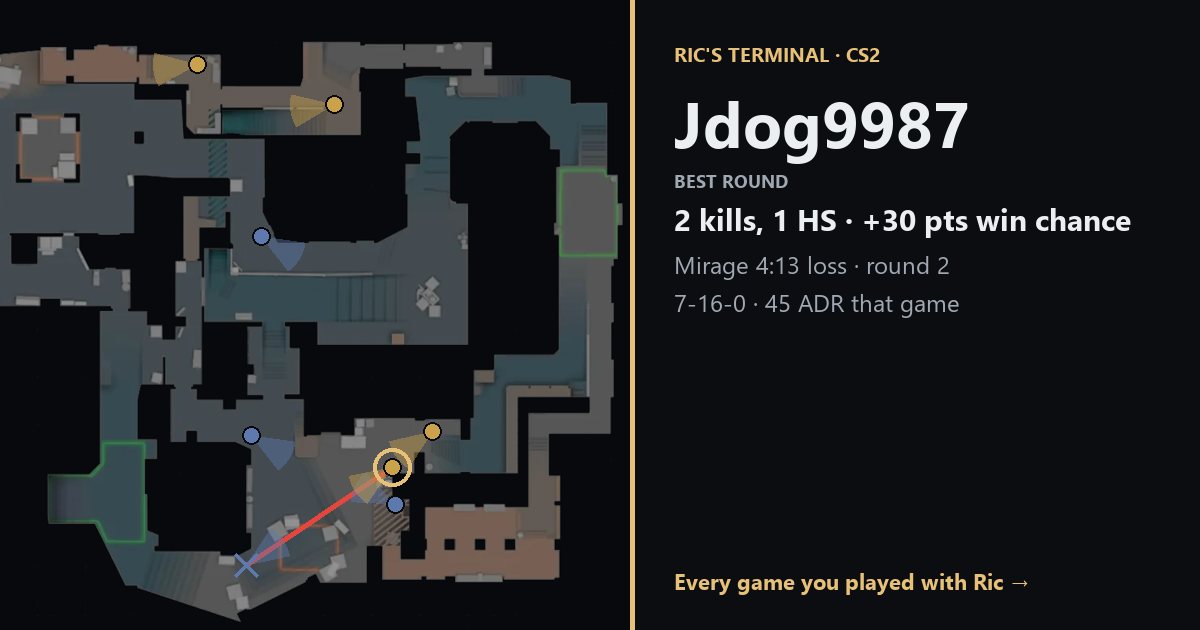 RIC'S TERMINAL · CS2
Jdog9987
BEST ROUND
2 kills, 1 HS · +30 pts win chance
Mirage 4:13 loss · round 2
7-16-0 · 45 ADR that game
Every game you played with Ric →